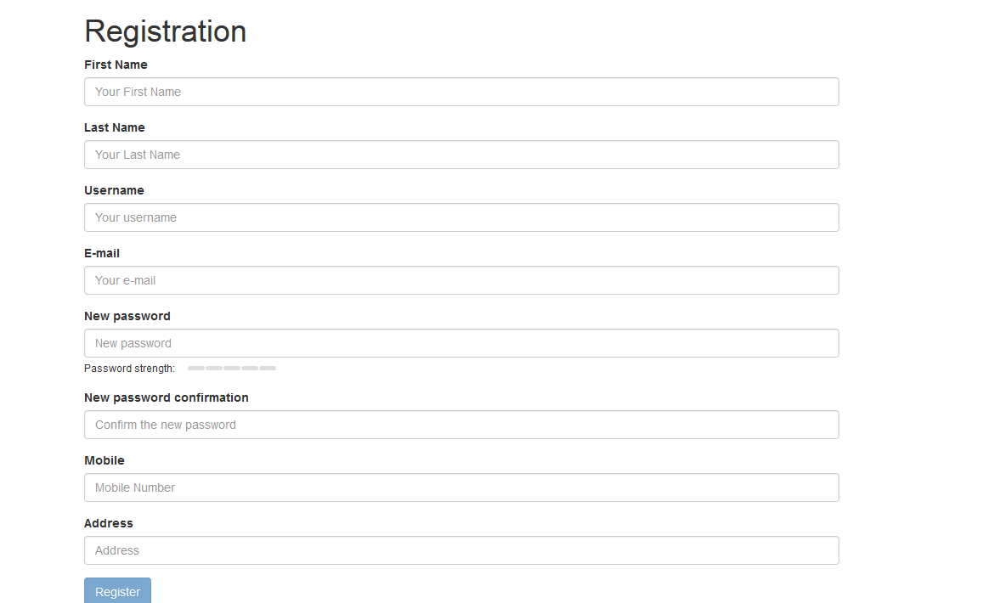 Registration
First Name
Your First Name
Last Name
Your Last Name
Username
Your username
E-mail
Your e-mail
New password
New password
Password strength:
New password confirmation
Confirm the new password
Mobile
Mobile Number
Address
Address
Register